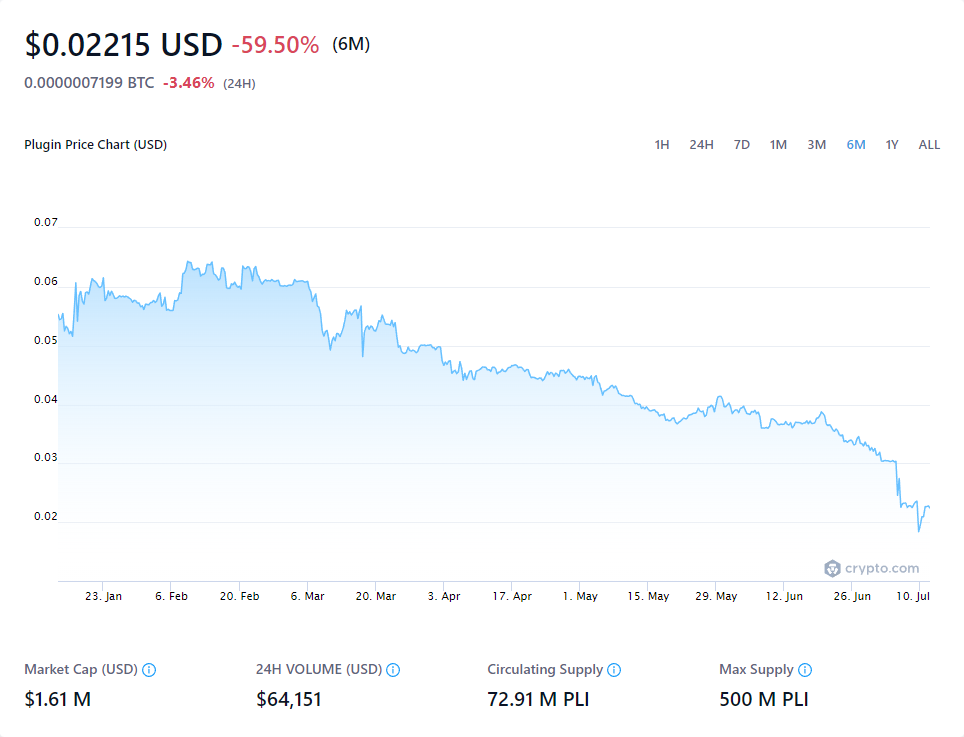 $0.02215 USD -59.50% (6M)
0.0000007199 BTC -3.46% (24H)
Plugin Price Chart (USD)
1H 24H 7D 1M 3M 6M 1Y ALL
0.07
0.06
0.05
0.04
0.03
0.02
crypto.com
23. Jan 6. Feb 20. Feb 6. Mar 20. Mar 3. Apr 17. Apr 1. May 15. May 29. May 12. Jun 26. Jun 10. Jul
Market Cap (USD) 24H VOLUME (USD) Circulating Supply Max Supply
$1.61 M $64,151 72.91 M PLI 500 M PLI